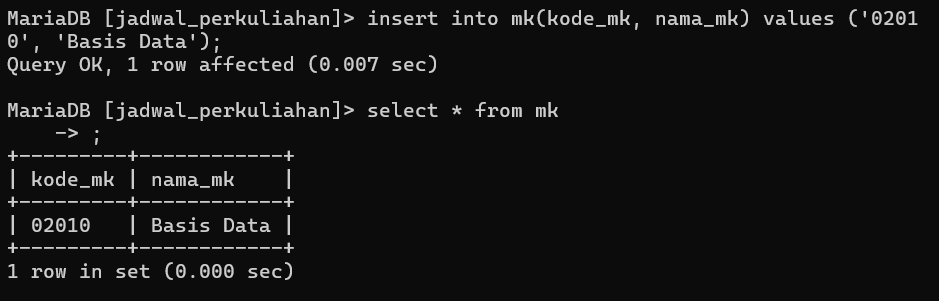 MariaDB [jadwal_perkuliahan]> insert into mk(kode_mk, nama_mk) values ('0201
0', 'Basis Data');
Query OK, 1 row affected (0.007 sec)

MariaDB [jadwal_perkuliahan]> select * from mk
    -> ;
+---------+------------+
| kode_mk | nama_mk    |
+---------+------------+
| 02010   | Basis Data |
+---------+------------+
1 row in set (0.000 sec)